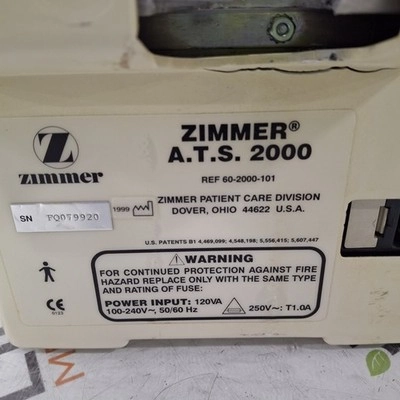 ZIMMER®
A.T.S. 2000
REF 60-2000-101
Z
zimmer
SN PQ079920
1999
ZIMMER PATIENT CARE DIVISION
DOVER, OHIO 44622 U.S.A.
U.S. PATENTS B1 4,469,099; 4,548,198; 5,556,415; 5,607,447
WARNING
FOR CONTINUED PROTECTION AGAINST FIRE
HAZARD REPLACE ONLY WITH THE SAME TYPE
AND RATING OF FUSE:
POWER INPUT: 120VA
100-240V~, 50/60 Hz
250V~: T1.0A
CE
0123